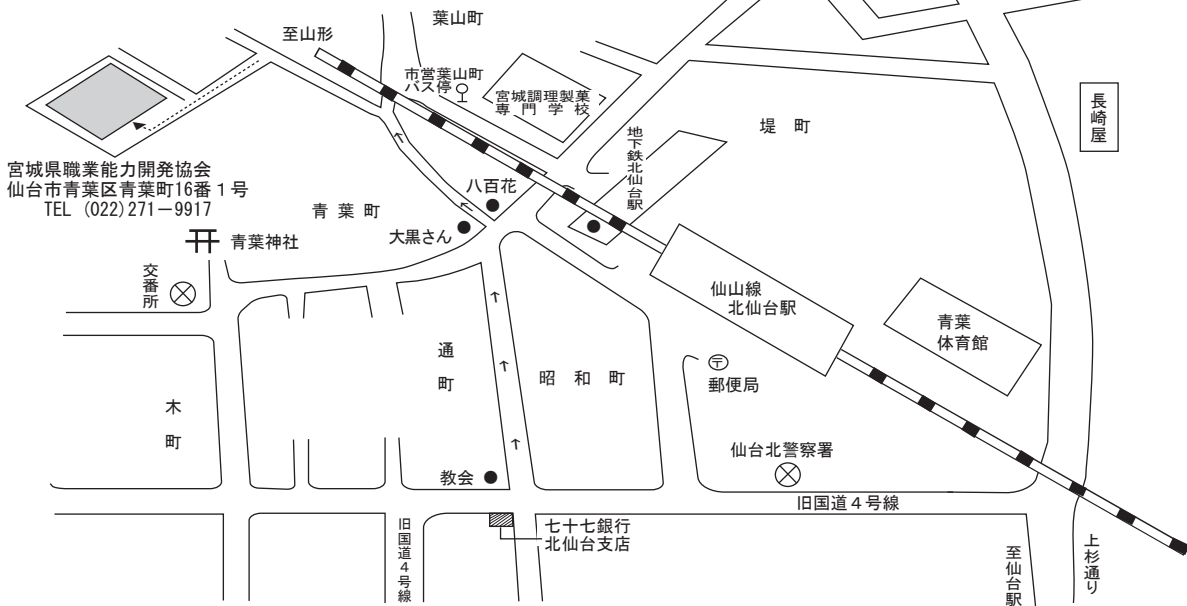 葉山町
至山形
市営葉山町
バス停
宮城調理製菓
専門学校
長崎屋
堤町
地下鉄北仙台駅
宮城県職業能力開発協会
仙台市青葉区青葉町16番1号
TEL (022)271－9917
八百花
青葉町
大黒さん
青葉神社
交番所
仙山線
北仙台駅
青葉
体育館
通町
昭和町
〒
郵便局
木町
仙台北警察署
教会
旧国道4号線
七十七銀行
北仙台支店
旧国道4号線
至仙台駅
上杉通り